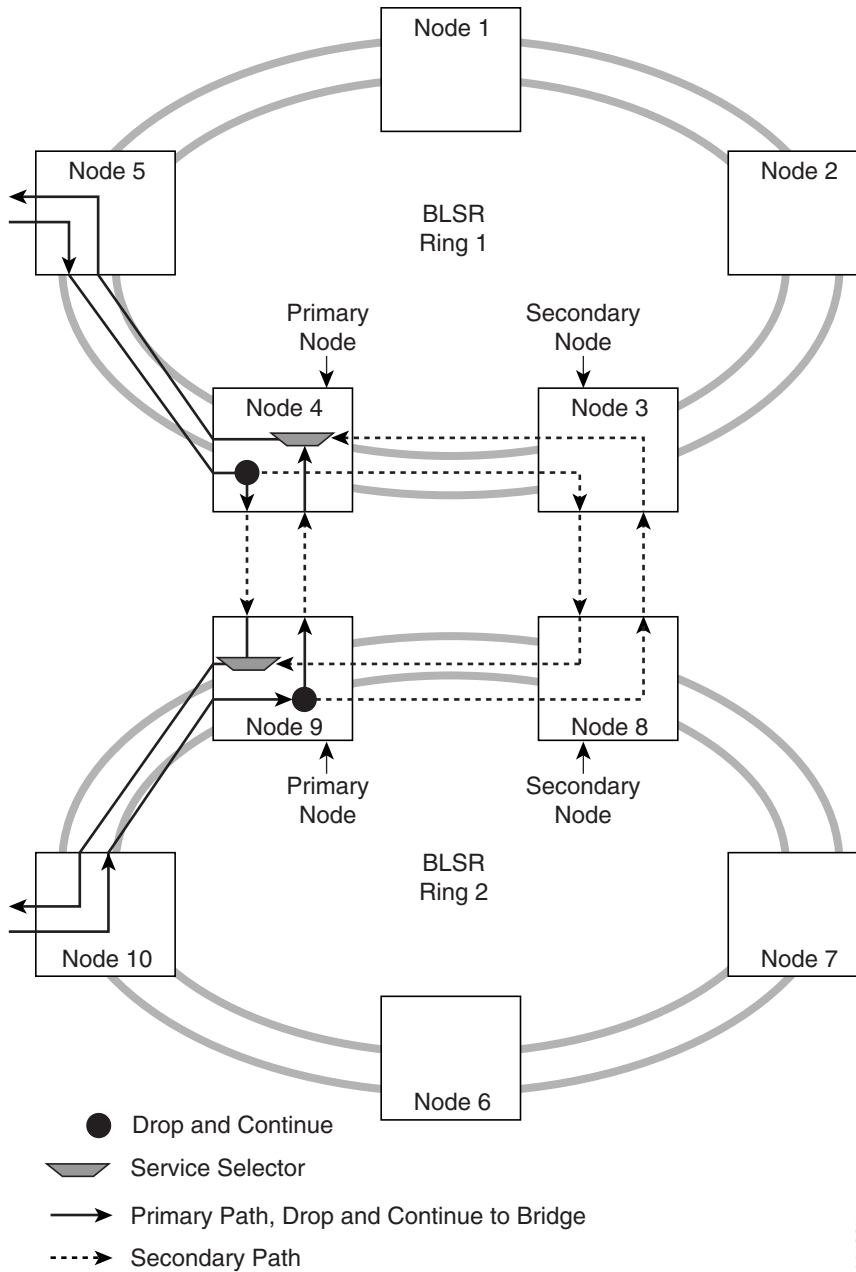 Node 1
Node 5
Node 2
BLSR
Ring 1
Primary
Node
Secondary
Node
Node 4
Node 3
Node 9
Node 8
Primary
Node
Secondary
Node
BLSR
Ring 2
Node 10
Node 7
Node 6
Drop and Continue
Service Selector
Primary Path, Drop and Continue to Bridge
Secondary Path